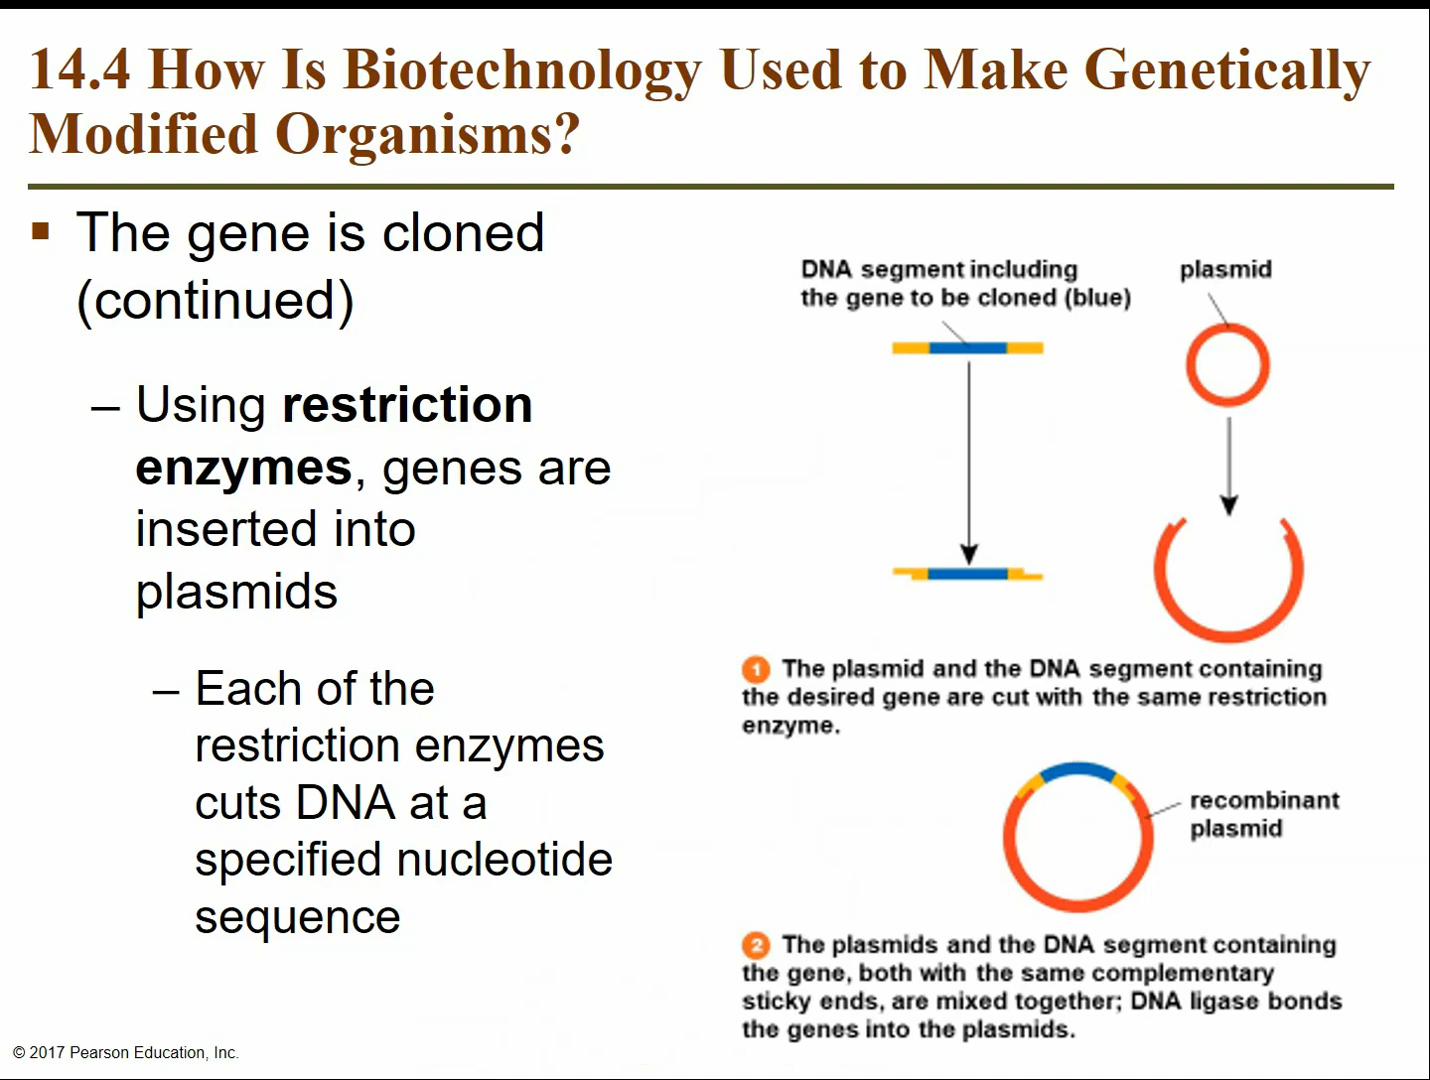 14.4 How Is Biotechnology Used to Make Genetically
Modified Organisms?
▪ The gene is cloned
(continued)
– Using restriction
enzymes, genes are
inserted into
plasmids
– Each of the
restriction enzymes
cuts DNA at a
specified nucleotide
sequence
DNA segment including
the gene to be cloned (blue)
plasmid
1 The plasmid and the DNA segment containing
the desired gene are cut with the same restriction
enzyme.
recombinant
plasmid
2 The plasmids and the DNA segment containing
the gene, both with the same complementary
sticky ends, are mixed together; DNA ligase bonds
the genes into the plasmids.
© 2017 Pearson Education, Inc.